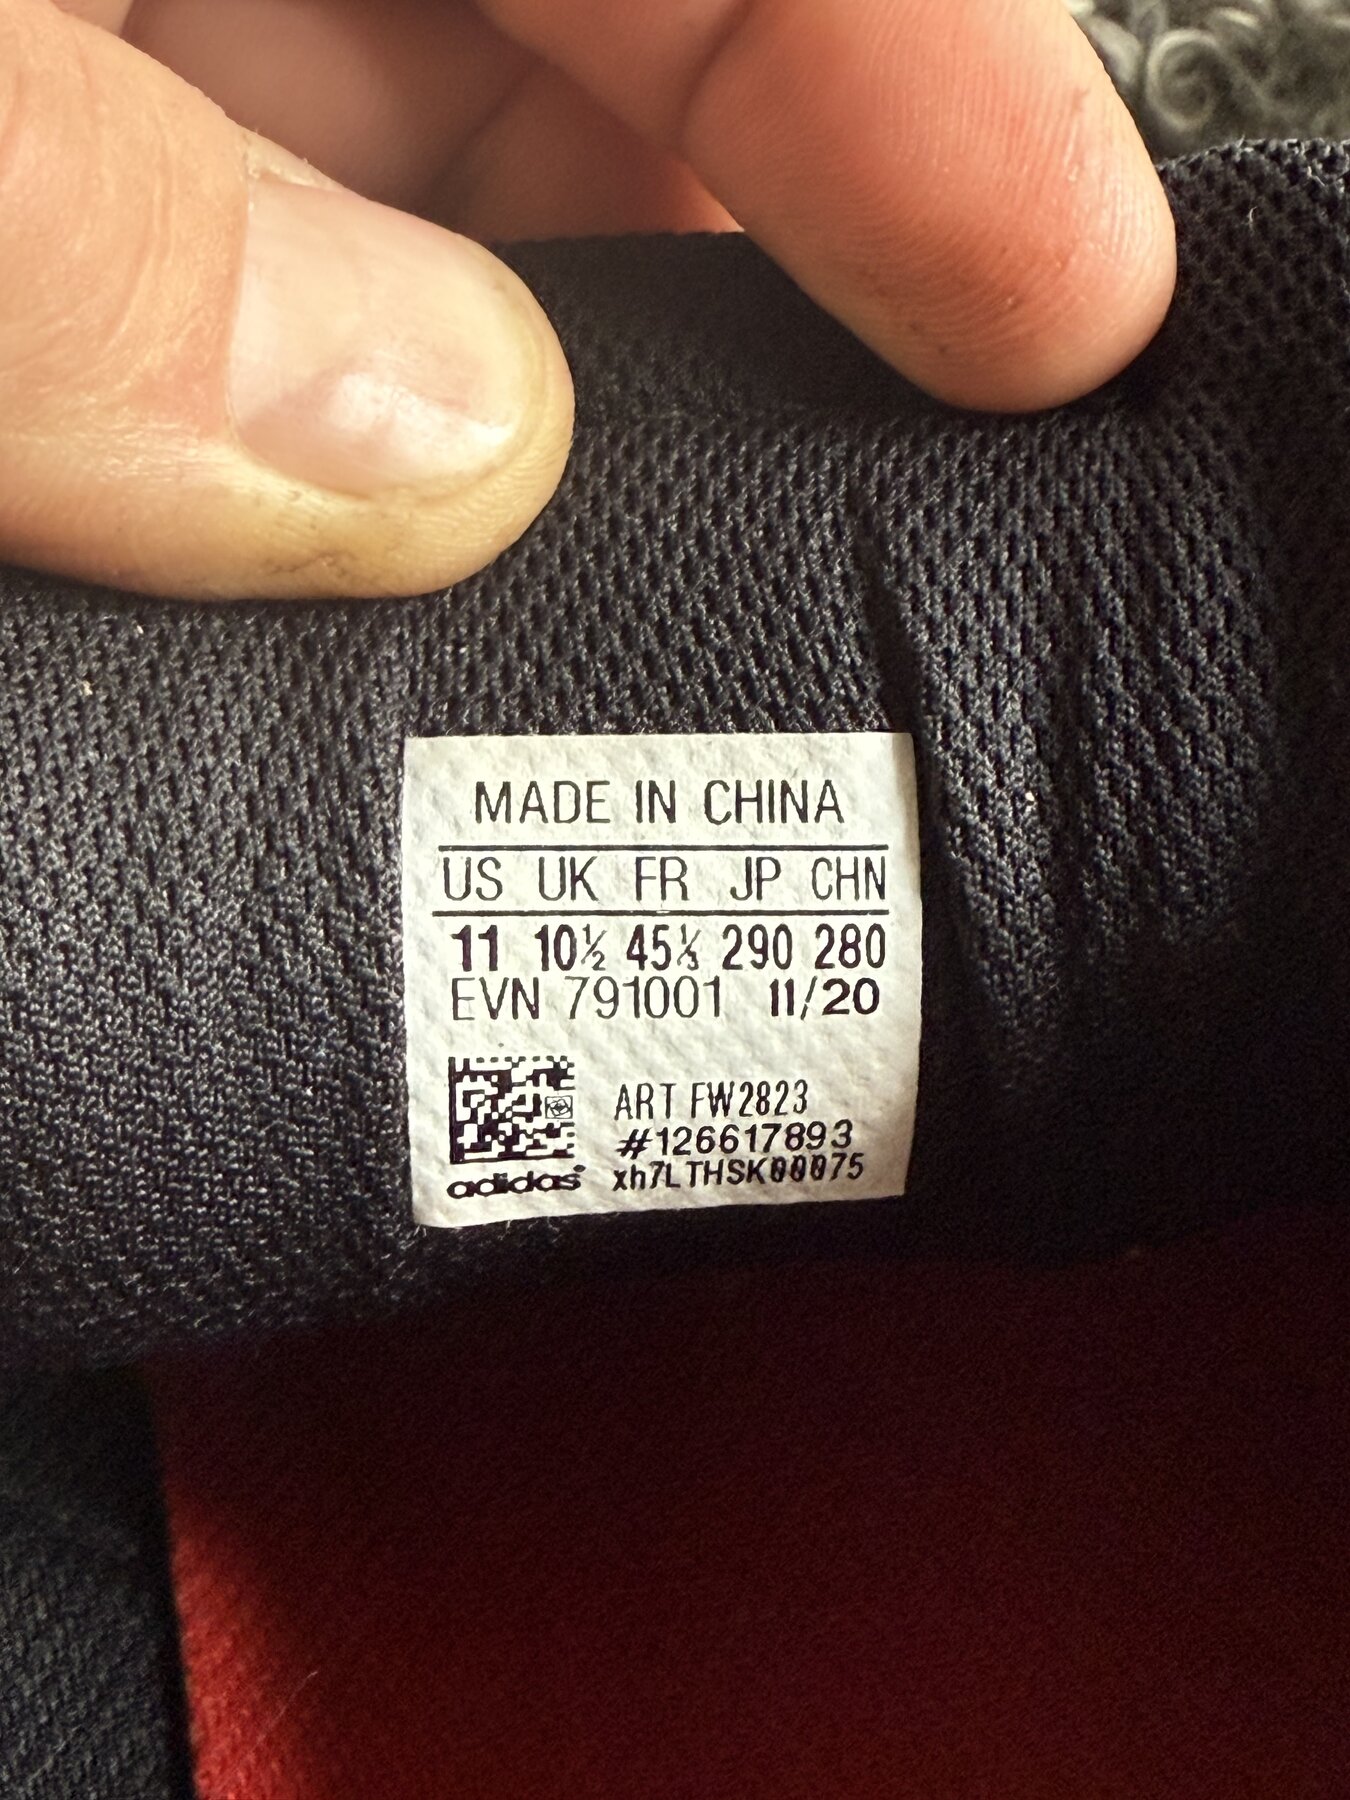 MADE IN CHINA
US UK FR JP CHN
11 10½ 45⅓ 290 280
EVN 791001 11/20
ART FW2823
#126617893
adidas xh7LTHSK00075